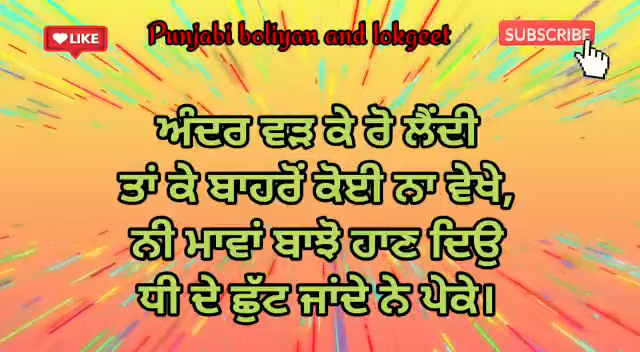 LIKE
Punjabi boliyan and lokgeet
SUBSCRIBE
ਅੰਦਰ ਵੜ ਕੇ ਰੋ ਲੈਂਦੀ
ਤਾਂ ਕੇ ਬਾਹਰੋਂ ਕੋਈ ਨਾ ਵੇਖੇ,
ਨੀ ਮਾਵਾਂ ਬਾਝੋ ਹਾਣ ਦਿਉ
ਧੀ ਦੇ ਛੁੱਟ ਜਾਂਦੇ ਨੇ ਪੇਕੇ।